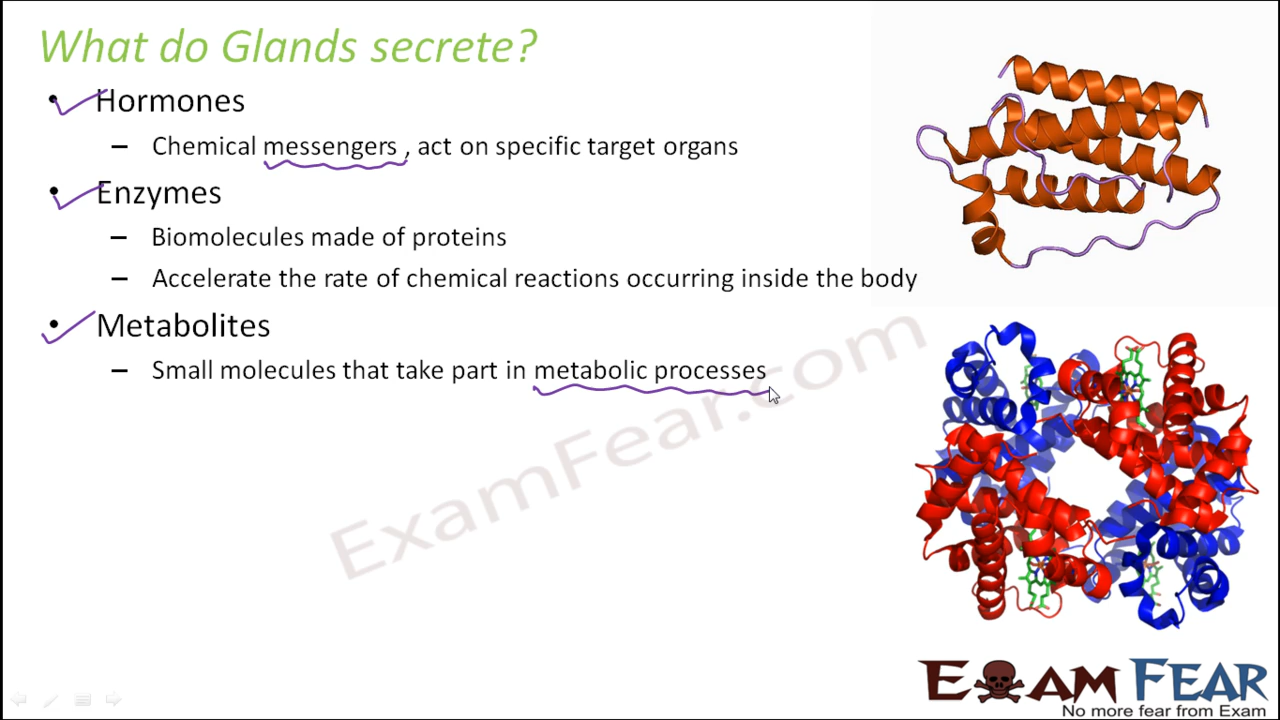 What do Glands secrete?
• Hormones
– Chemical messengers , act on specific target organs
• Enzymes
– Biomolecules made of proteins
– Accelerate the rate of chemical reactions occurring inside the body
• Metabolites
– Small molecules that take part in metabolic processes
ExamFear.com
EXAM FEAR
No more fear from Exam